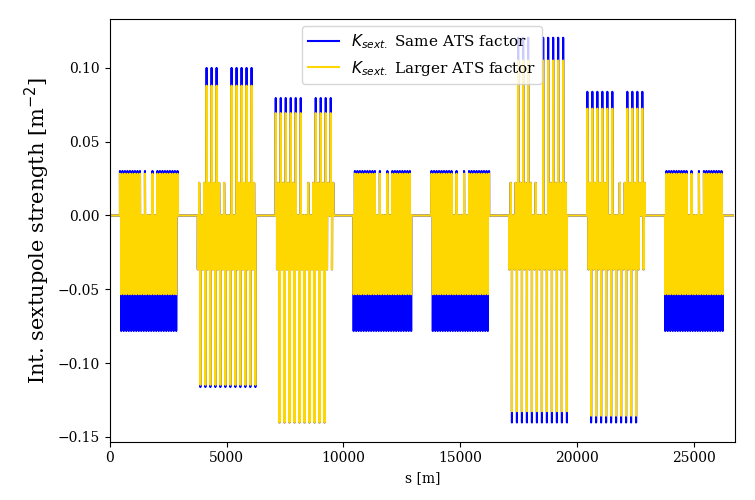 K_sext. Same ATS factor
K_sext. Larger ATS factor
Int. sextupole strength [m⁻²]
0.10
0.05
0.00
−0.05
−0.10
−0.15
0 5000 10000 15000 20000 25000
s [m]